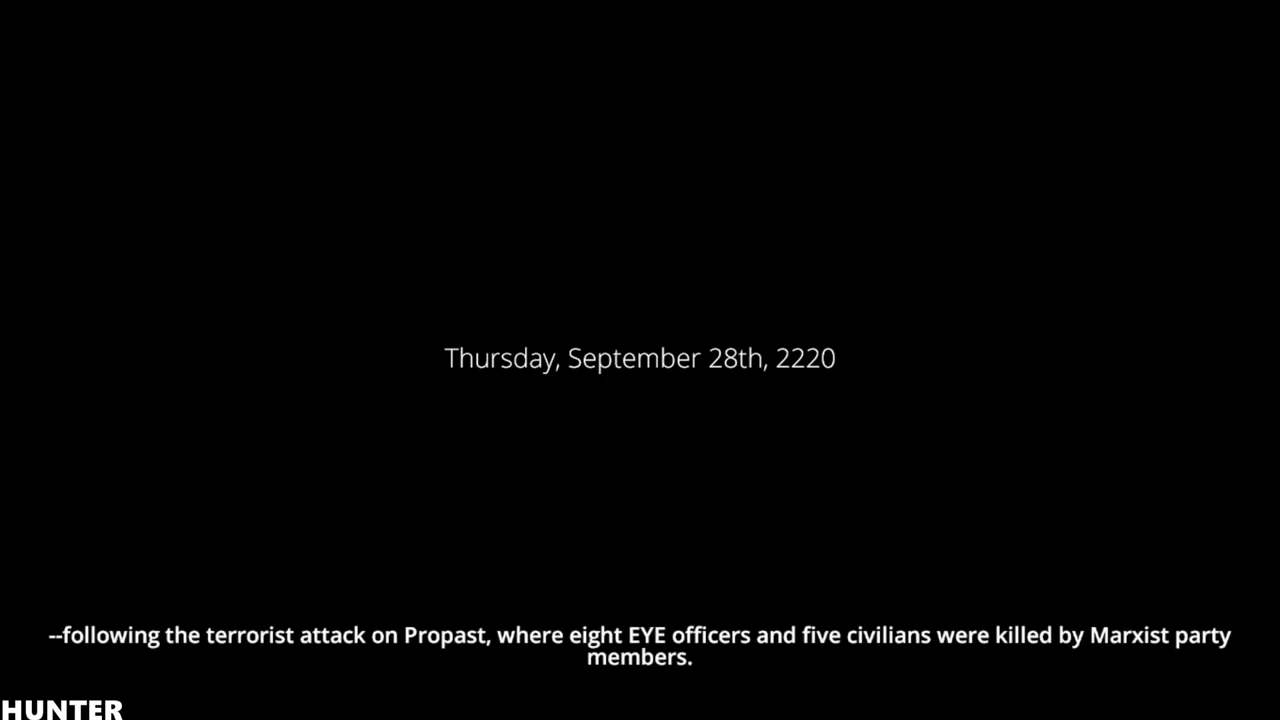 Thursday, September 28th, 2220
--following the terrorist attack on Propast, where eight EYE officers and five civilians were killed by Marxist party
members.
HUNTER